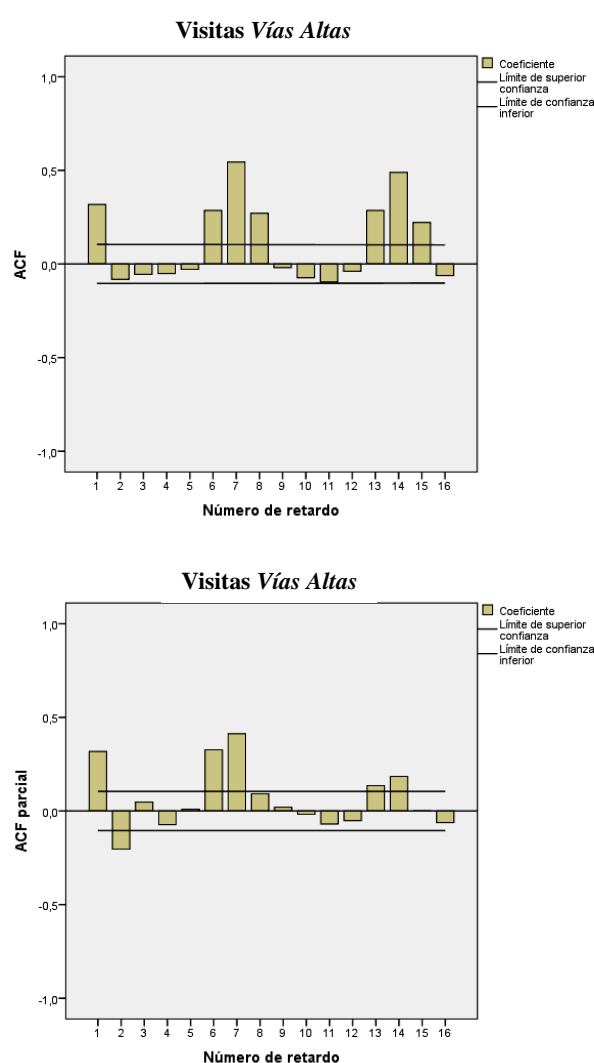 Visitas Vías Altas
1,0
0,5
0,0
-0,5
-1,0
ACF
1 2 3 4 5 6 7 8 9 10 11 12 13 14 15 16
Número de retardo
Coeficiente
Límite de superior
confianza
Límite de confianza
inferior
Visitas Vías Altas
1,0
0,5
0,0
-0,5
-1,0
ACF parcial
1 2 3 4 5 6 7 8 9 10 11 12 13 14 15 16
Número de retardo
Coeficiente
Límite de superior
confianza
Límite de confianza
inferior